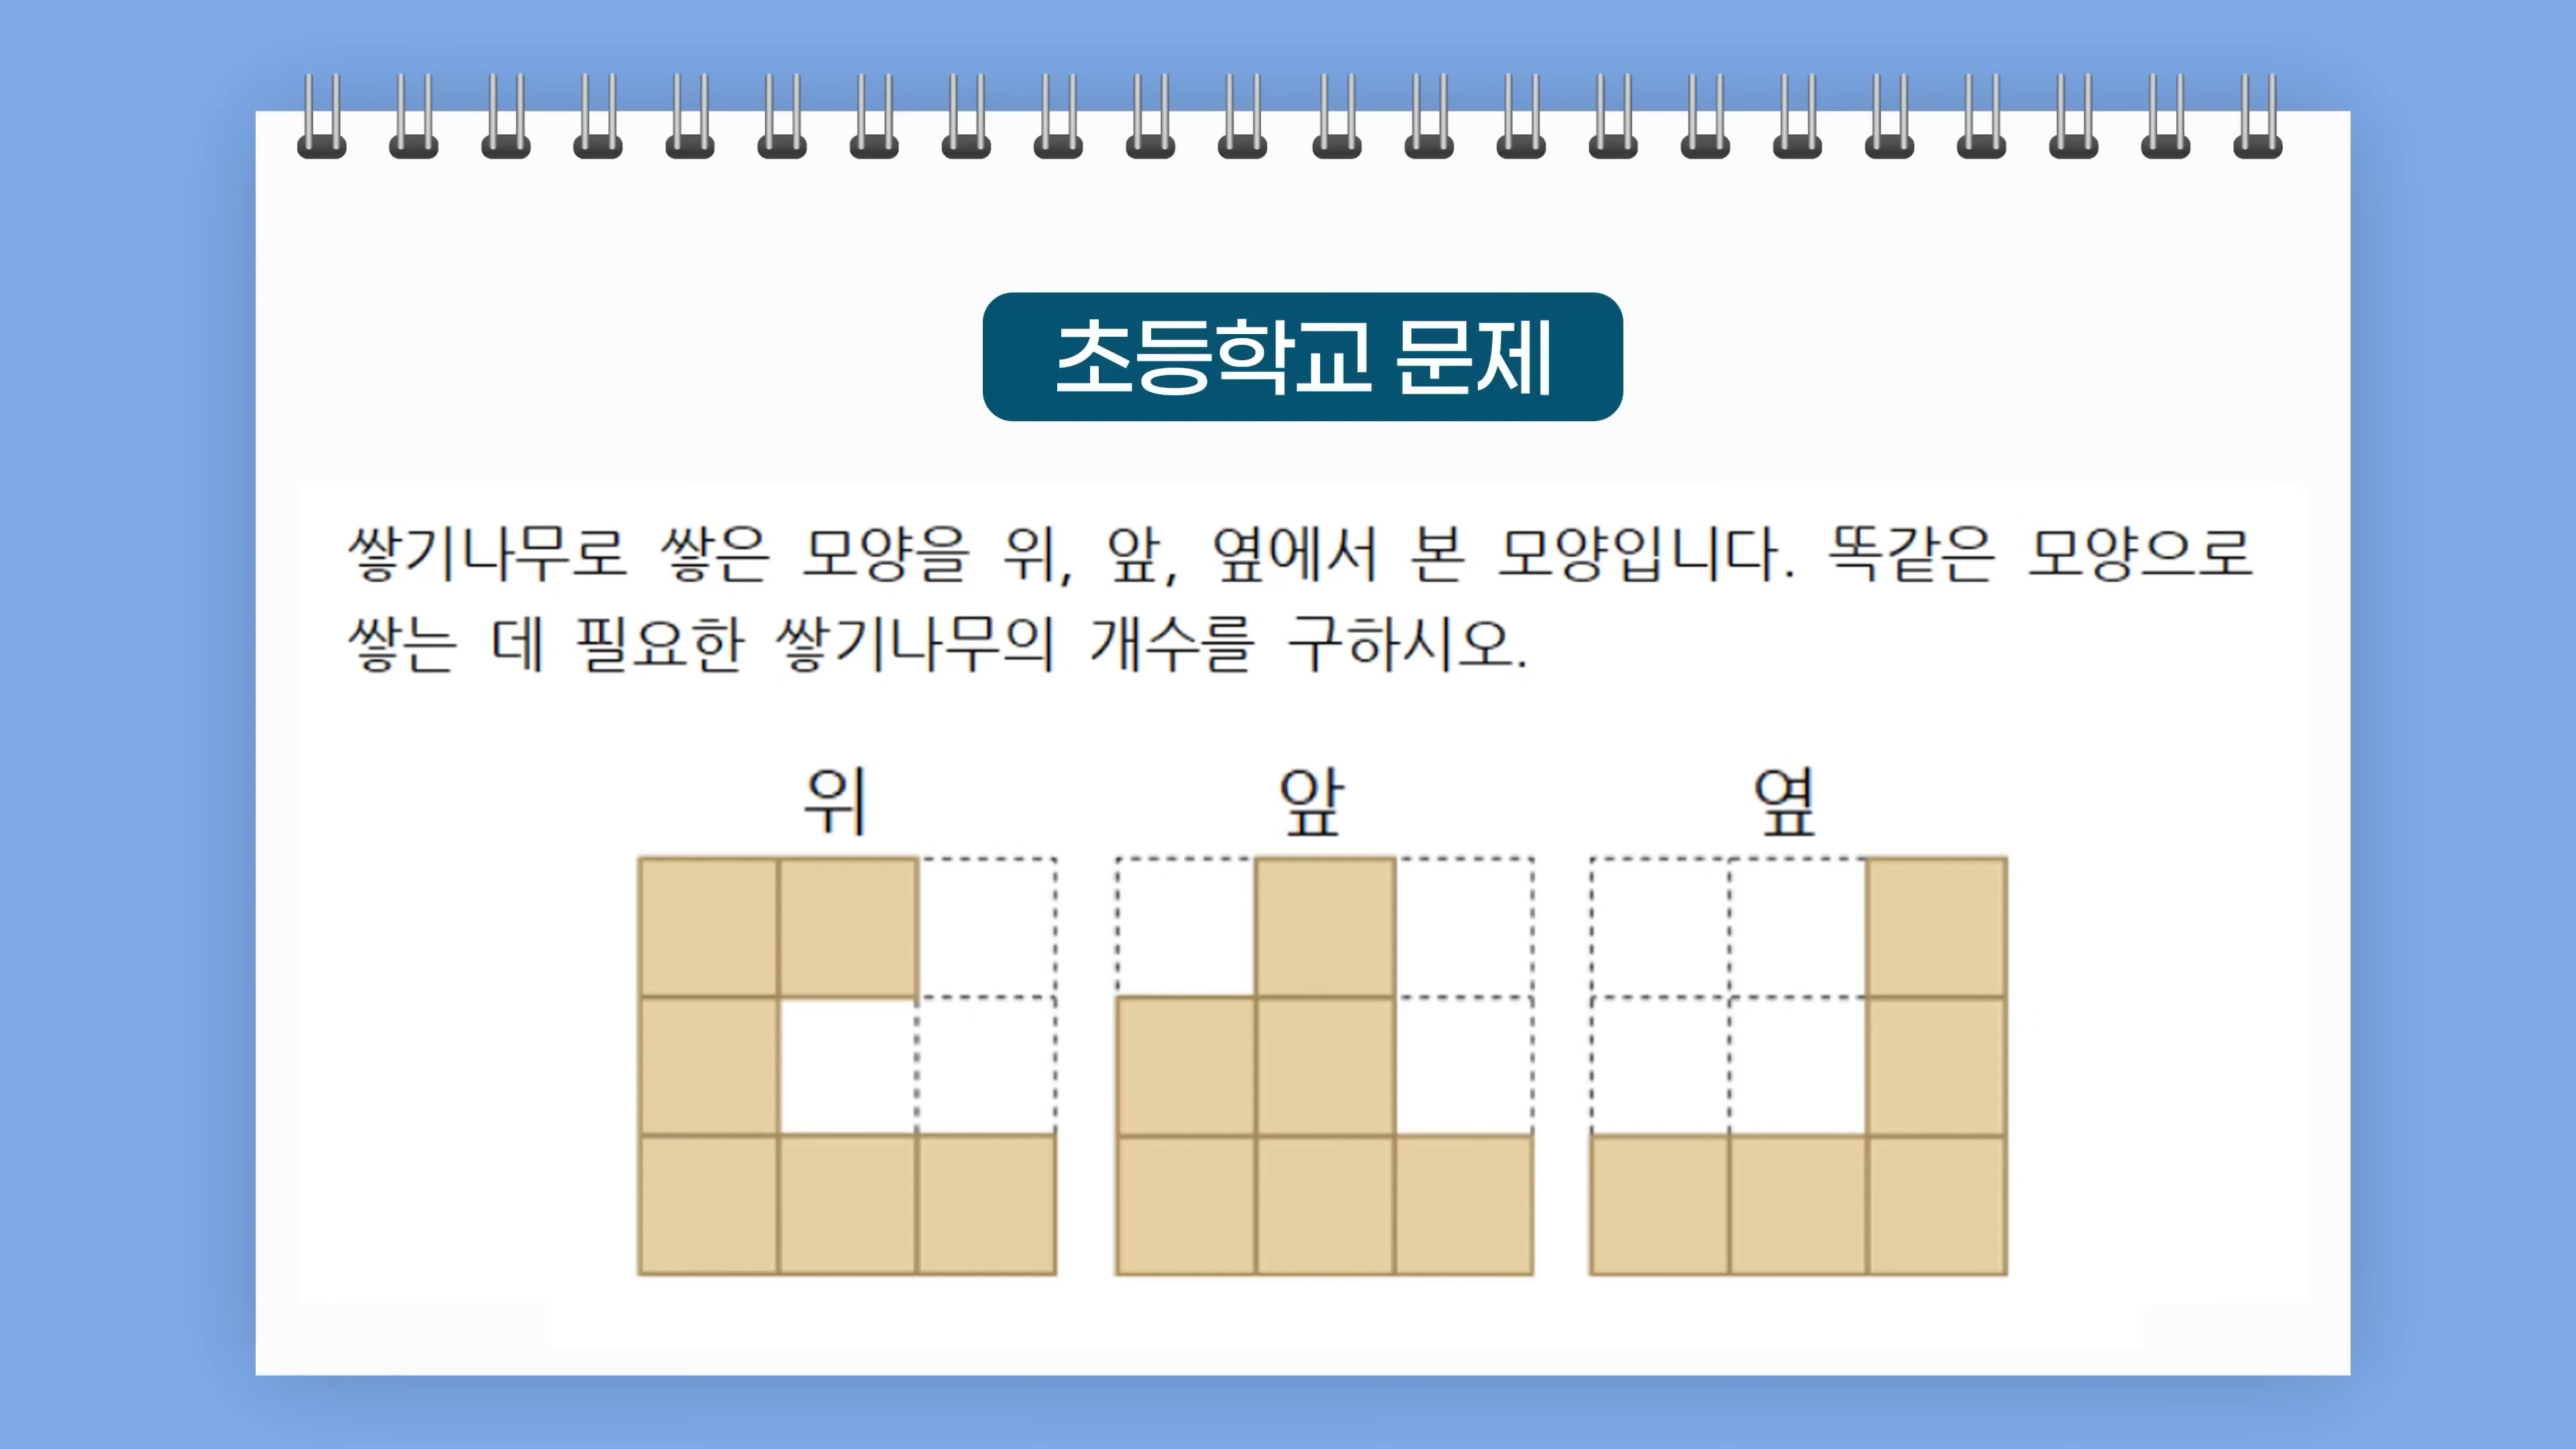 초등학교 문제
쌓기나무로 쌓은 모양을 위, 앞, 옆에서 본 모양입니다. 똑같은 모양으로
쌓는 데 필요한 쌓기나무의 개수를 구하시오.
위 앞 옆